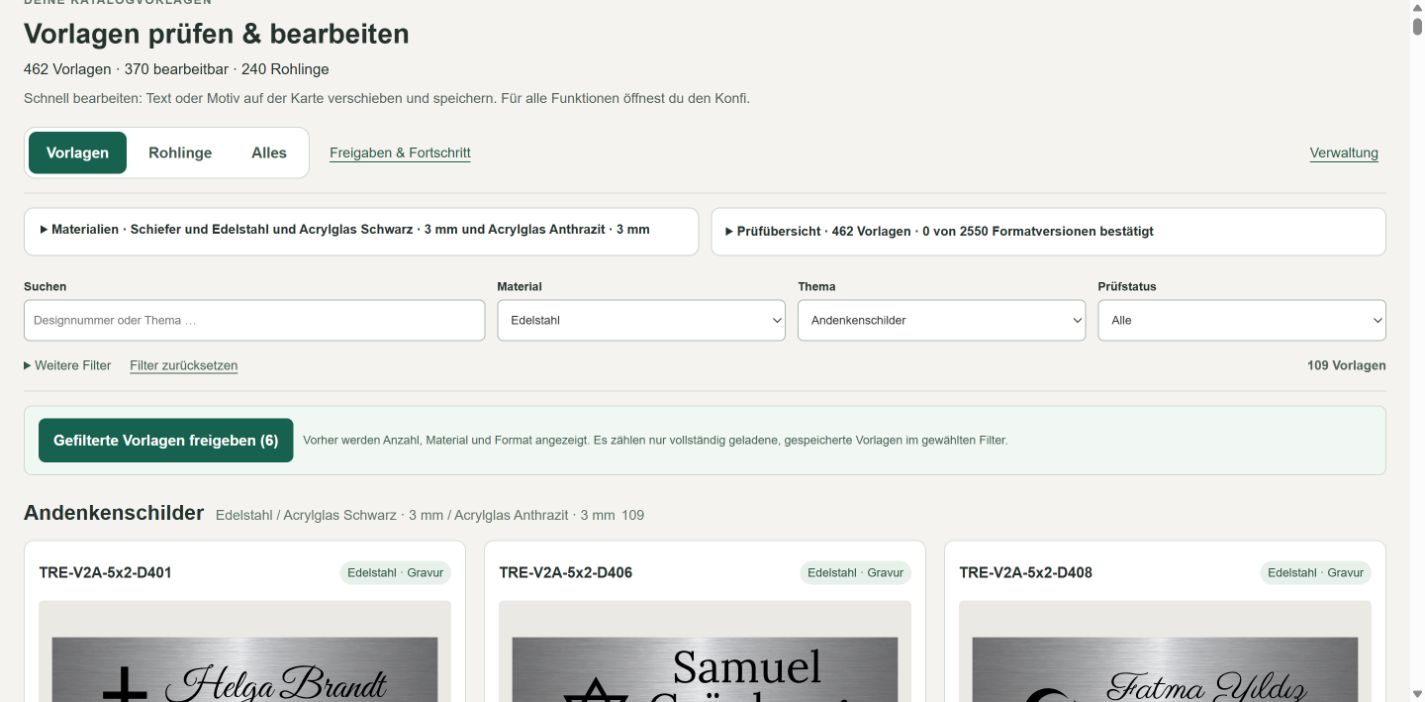 DEINE KATALOGVORLAGEN
Vorlagen prüfen & bearbeiten
462 Vorlagen · 370 bearbeitbar · 240 Rohlinge
Schnell bearbeiten: Text oder Motiv auf der Karte verschieben und speichern. Für alle Funktionen öffnest du den Konfi.
Vorlagen Rohlinge Alles Freigaben & Fortschritt Verwaltung
Materialien · Schiefer und Edelstahl und Acrylglas Schwarz · 3 mm und Acrylglas Anthrazit · 3 mm
Prüfübersicht · 462 Vorlagen · 0 von 2550 Formatversionen bestätigt
Suchen Material Thema Prüfstatus
Designnummer oder Thema … Edelstahl Andenkenschilder Alle
Weitere Filter Filter zurücksetzen 109 Vorlagen
Gefilterte Vorlagen freigeben (6) Vorher werden Anzahl, Material und Format angezeigt. Es zählen nur vollständig geladene, gespeicherte Vorlagen im gewählten Filter.
Andenkenschilder Edelstahl / Acrylglas Schwarz · 3 mm / Acrylglas Anthrazit · 3 mm 109
TRE-V2A-5x2-D401 Edelstahl · Gravur
TRE-V2A-5x2-D406 Edelstahl · Gravur
TRE-V2A-5x2-D408 Edelstahl · Gravur
Helga Brandt
Samuel
Fatma Yıldız